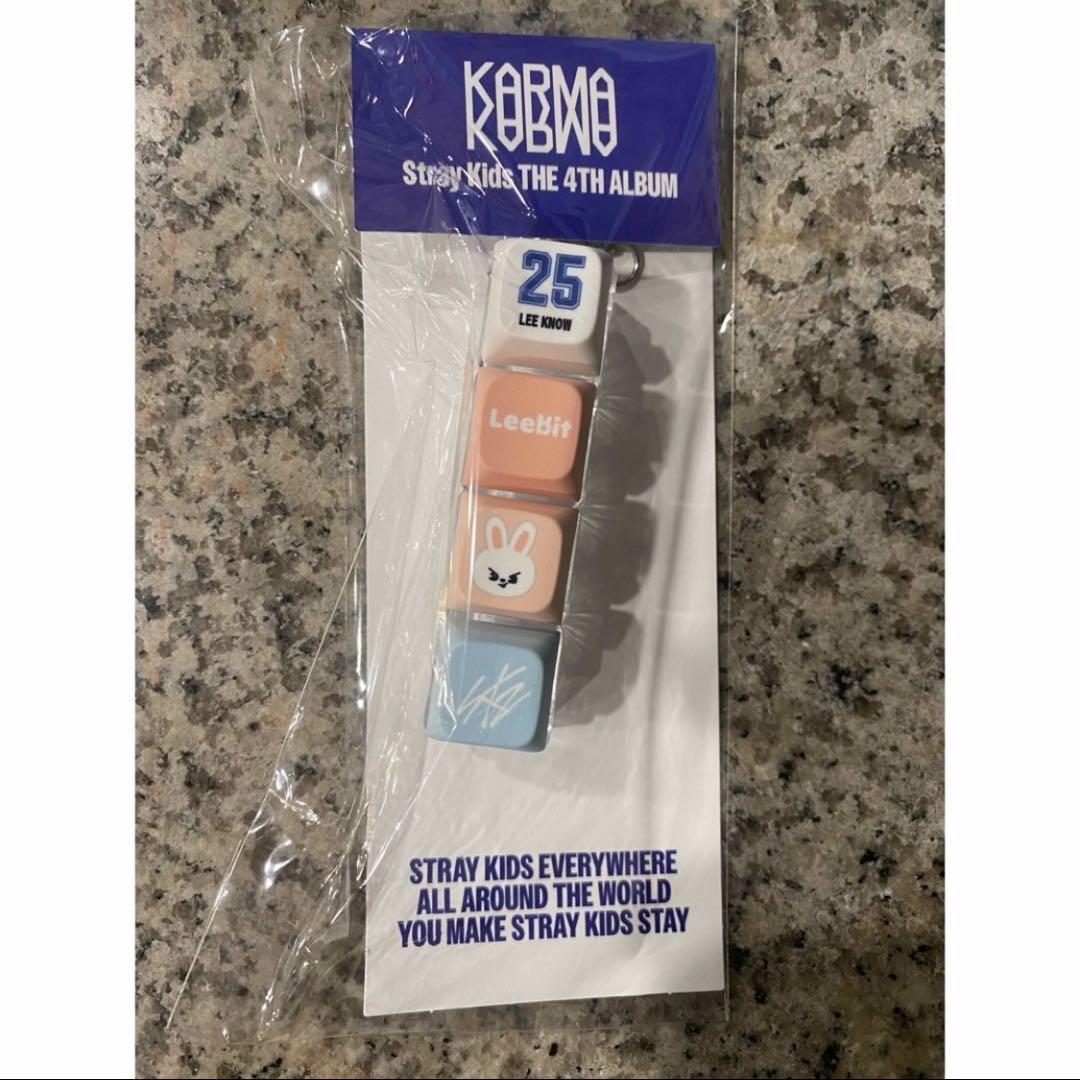 KARMA
Stray Kids THE 4TH ALBUM
25
LEE KNOW
Leebit
SKZ
STRAY KIDS EVERYWHERE
ALL AROUND THE WORLD
YOU MAKE STRAY KIDS STAY